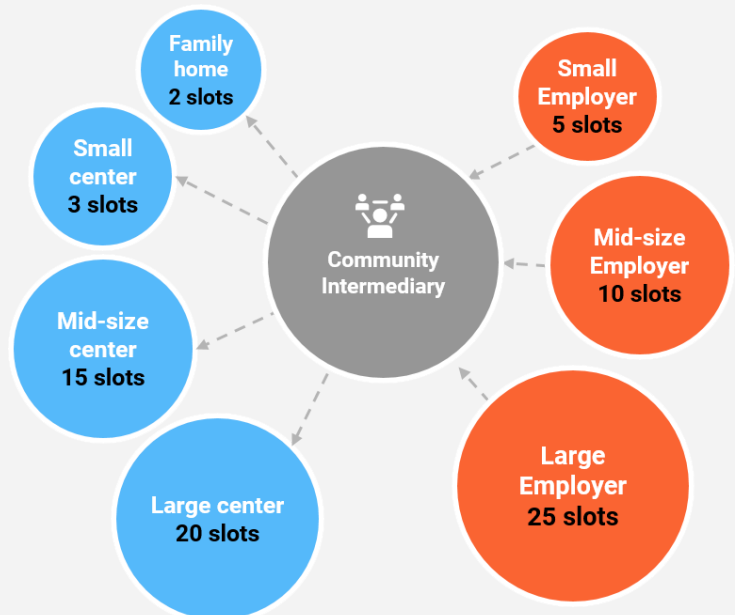 Family
home
2 slots
Small
center
3 slots
Mid-size
center
15 slots
Large center
20 slots
Community
Intermediary
Small
Employer
5 slots
Mid-size
Employer
10 slots
Large
Employer
25 slots